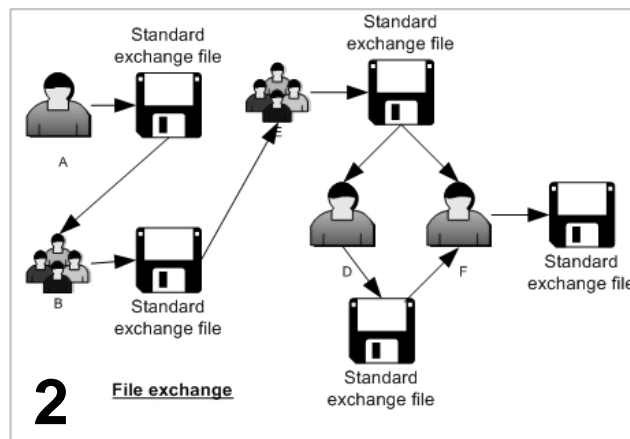 Standard
exchange file
A
Standard
exchange file
E
B
Standard
exchange file
D
F
Standard
exchange file
Standard
exchange file
2
File exchange